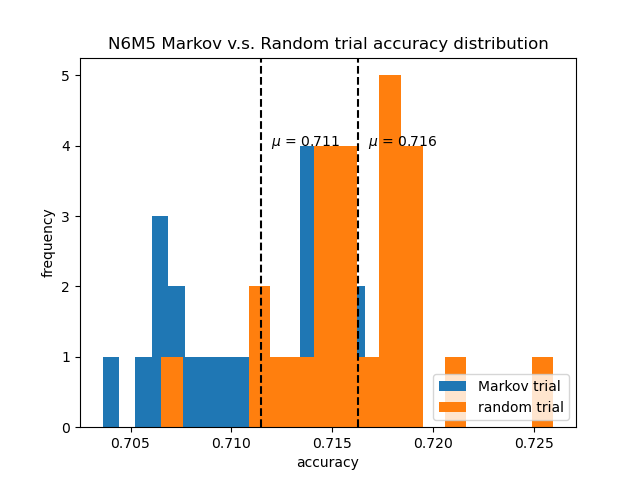 N6M5 Markov v.s. Random trial accuracy distribution
5
4
3
2
1
0
frequency
μ = 0.711
μ = 0.716
Markov trial
random trial
0.705 0.710 0.715 0.720 0.725
accuracy